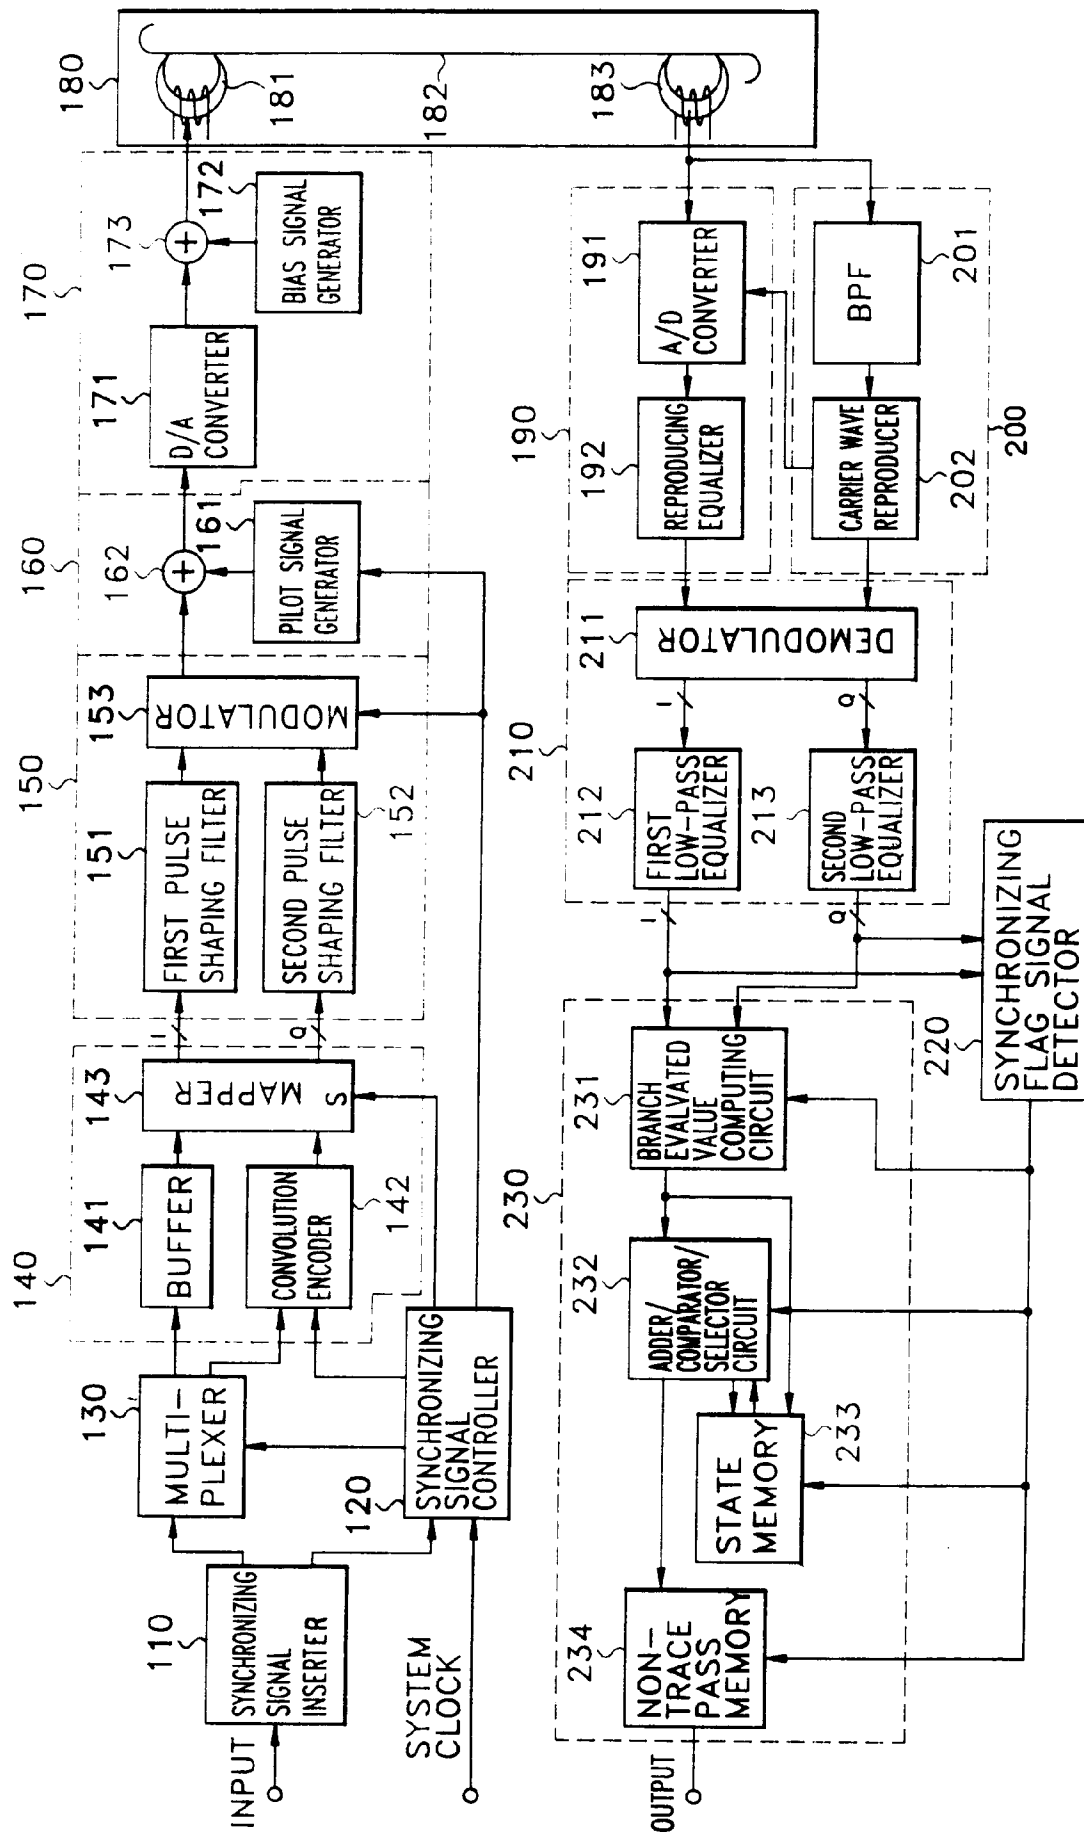 INPUT
110
SYNCHRONIZING
SIGNAL
INSERTER
SYSTEM
CLOCK
120
SYNCHRONIZING
SIGNAL
CONTROLLER
130
MULTI-
PLEXER
140
141
BUFFER
CONVOLUTION
ENCODER
142
143
MAPPER
S
I
Q
150
151
FIRST PULSE
SHAPING FILTER
SECOND PULSE
SHAPING FILTER
152
153
MODULATOR
160
162
+
161
PILOT SIGNAL
GENERATOR
170
171
D/A
CONVERTER
173
+
172
BIAS SIGNAL
GENERATOR
180
181
182
183
190
191
A/D
CONVERTER
192
REPRODUCING
EQUALIZER
200
201
BPF
CARRIER WAVE
REPRODUCER
202
210
211
DEMODULATOR
I
Q
212
FIRST
LOW-PASS
EQUALIZER
213
SECOND
LOW-PASS
EQUALIZER
I
Q
220
SYNCHRONIZING
FLAG SIGNAL
DETECTOR
230
231
BRANCH
EVALVATED
VALUE
COMPUTING
CIRCUIT
232
ADDER/
COMPARATOR/
SELECTOR
CIRCUIT
233
STATE
MEMORY
234
NON-
TRACE
PASS
MEMORY
OUTPUT